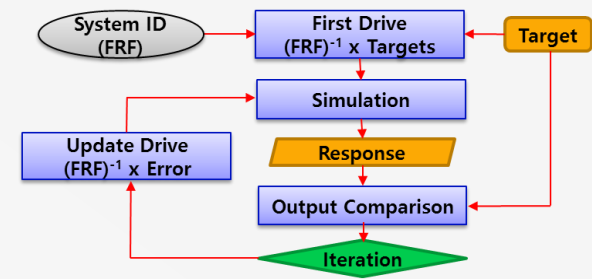 System ID
(FRF)
First Drive
(FRF)⁻¹ x Targets
Target
Simulation
Update Drive
(FRF)⁻¹ x Error
Response
Output Comparison
Iteration